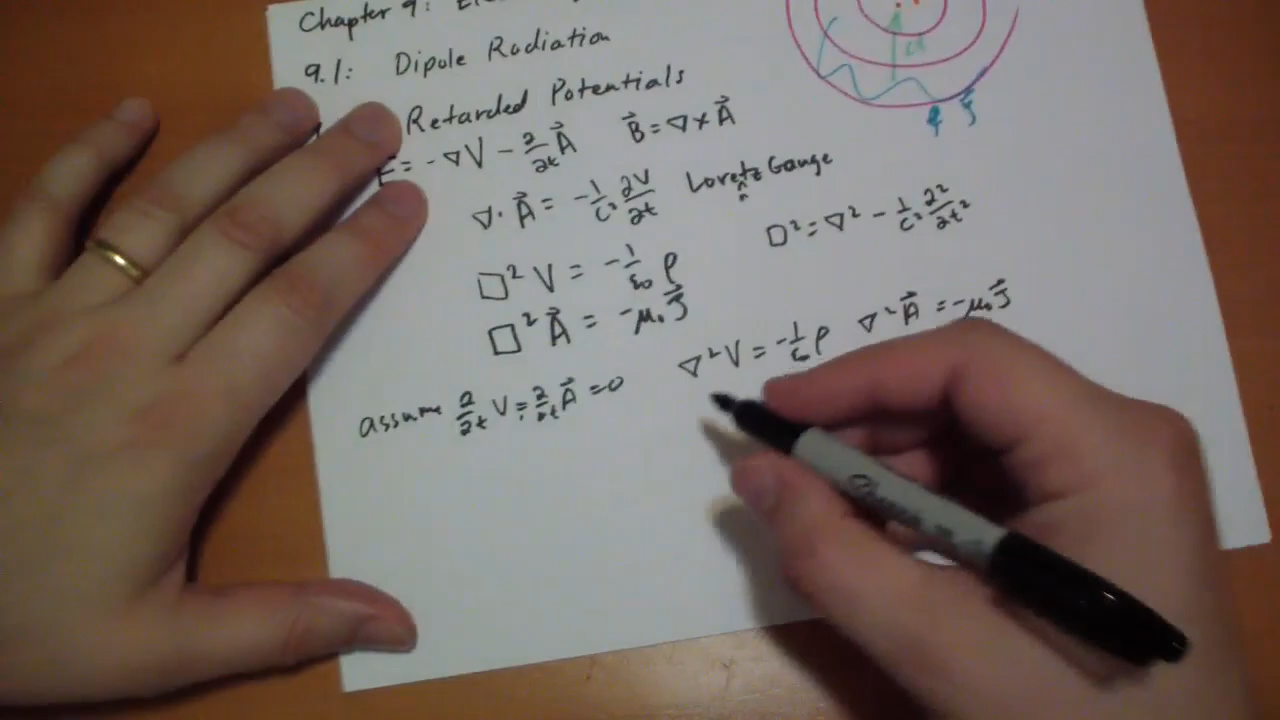 Chapter 9:
9.1: Dipole Radiation
Retarded Potentials
= -∇V - ∂/∂t A⃗    B⃗ = ∇ × A⃗
∇ · A⃗ = -1/c² ∂V/∂t    Loretz Gauge
□² = ∇² - 1/c² ∂²/∂t²
□² V = -1/ε₀ ρ
□² A⃗ = -μ₀ J⃗
∇²V = -1/ε₀ ρ    ∇²A⃗ = -μ₀ J⃗
assume ∂/∂t V = ∂/∂t A⃗ = 0
d